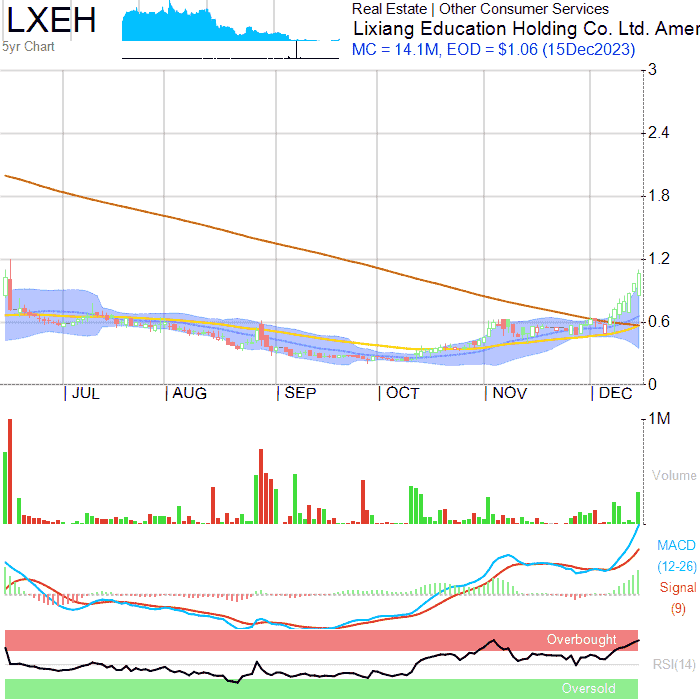 LXEH
5yr Chart
Real Estate | Other Consumer Services
Lixiang Education Holding Co. Ltd. Amer
MC = 14.1M, EOD = $1.06 (15Dec2023)
3
2.4
1.8
1.2
0.6
0
JUL AUG SEP OCT NOV DEC
1M
Volume
MACD
(12-26)
Signal
(9)
Overbought
RSI(14)
Oversold